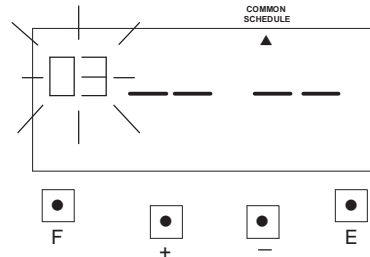 COMMON
SCHEDULE
03 -- --
F + — E